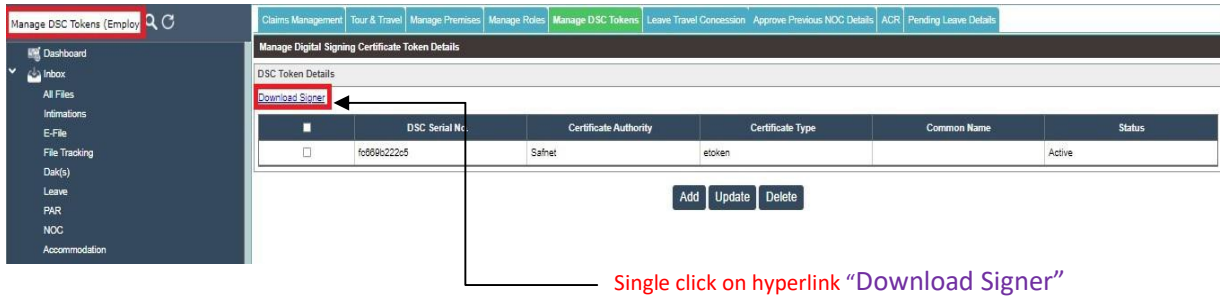 Manage DSC Tokens (Employ
Claims Management Tour & Travel Manage Premises Manage Roles Manage DSC Tokens Leave Travel Concession Approve Previous NOC Details ACR Pending Leave Details
Dashboard
Manage Digital Signing Certificate Token Details
Inbox
DSC Token Details
All Files
Download Signer
Intimations
DSC Serial No. Certificate Authority Certificate Type Common Name Status
E-File
File Tracking
fc669b222c5 Safnet etoken Active
Dak(s)
Leave
Add Update Delete
PAR
NOC
Accommodation
Single click on hyperlink “Download Signer”